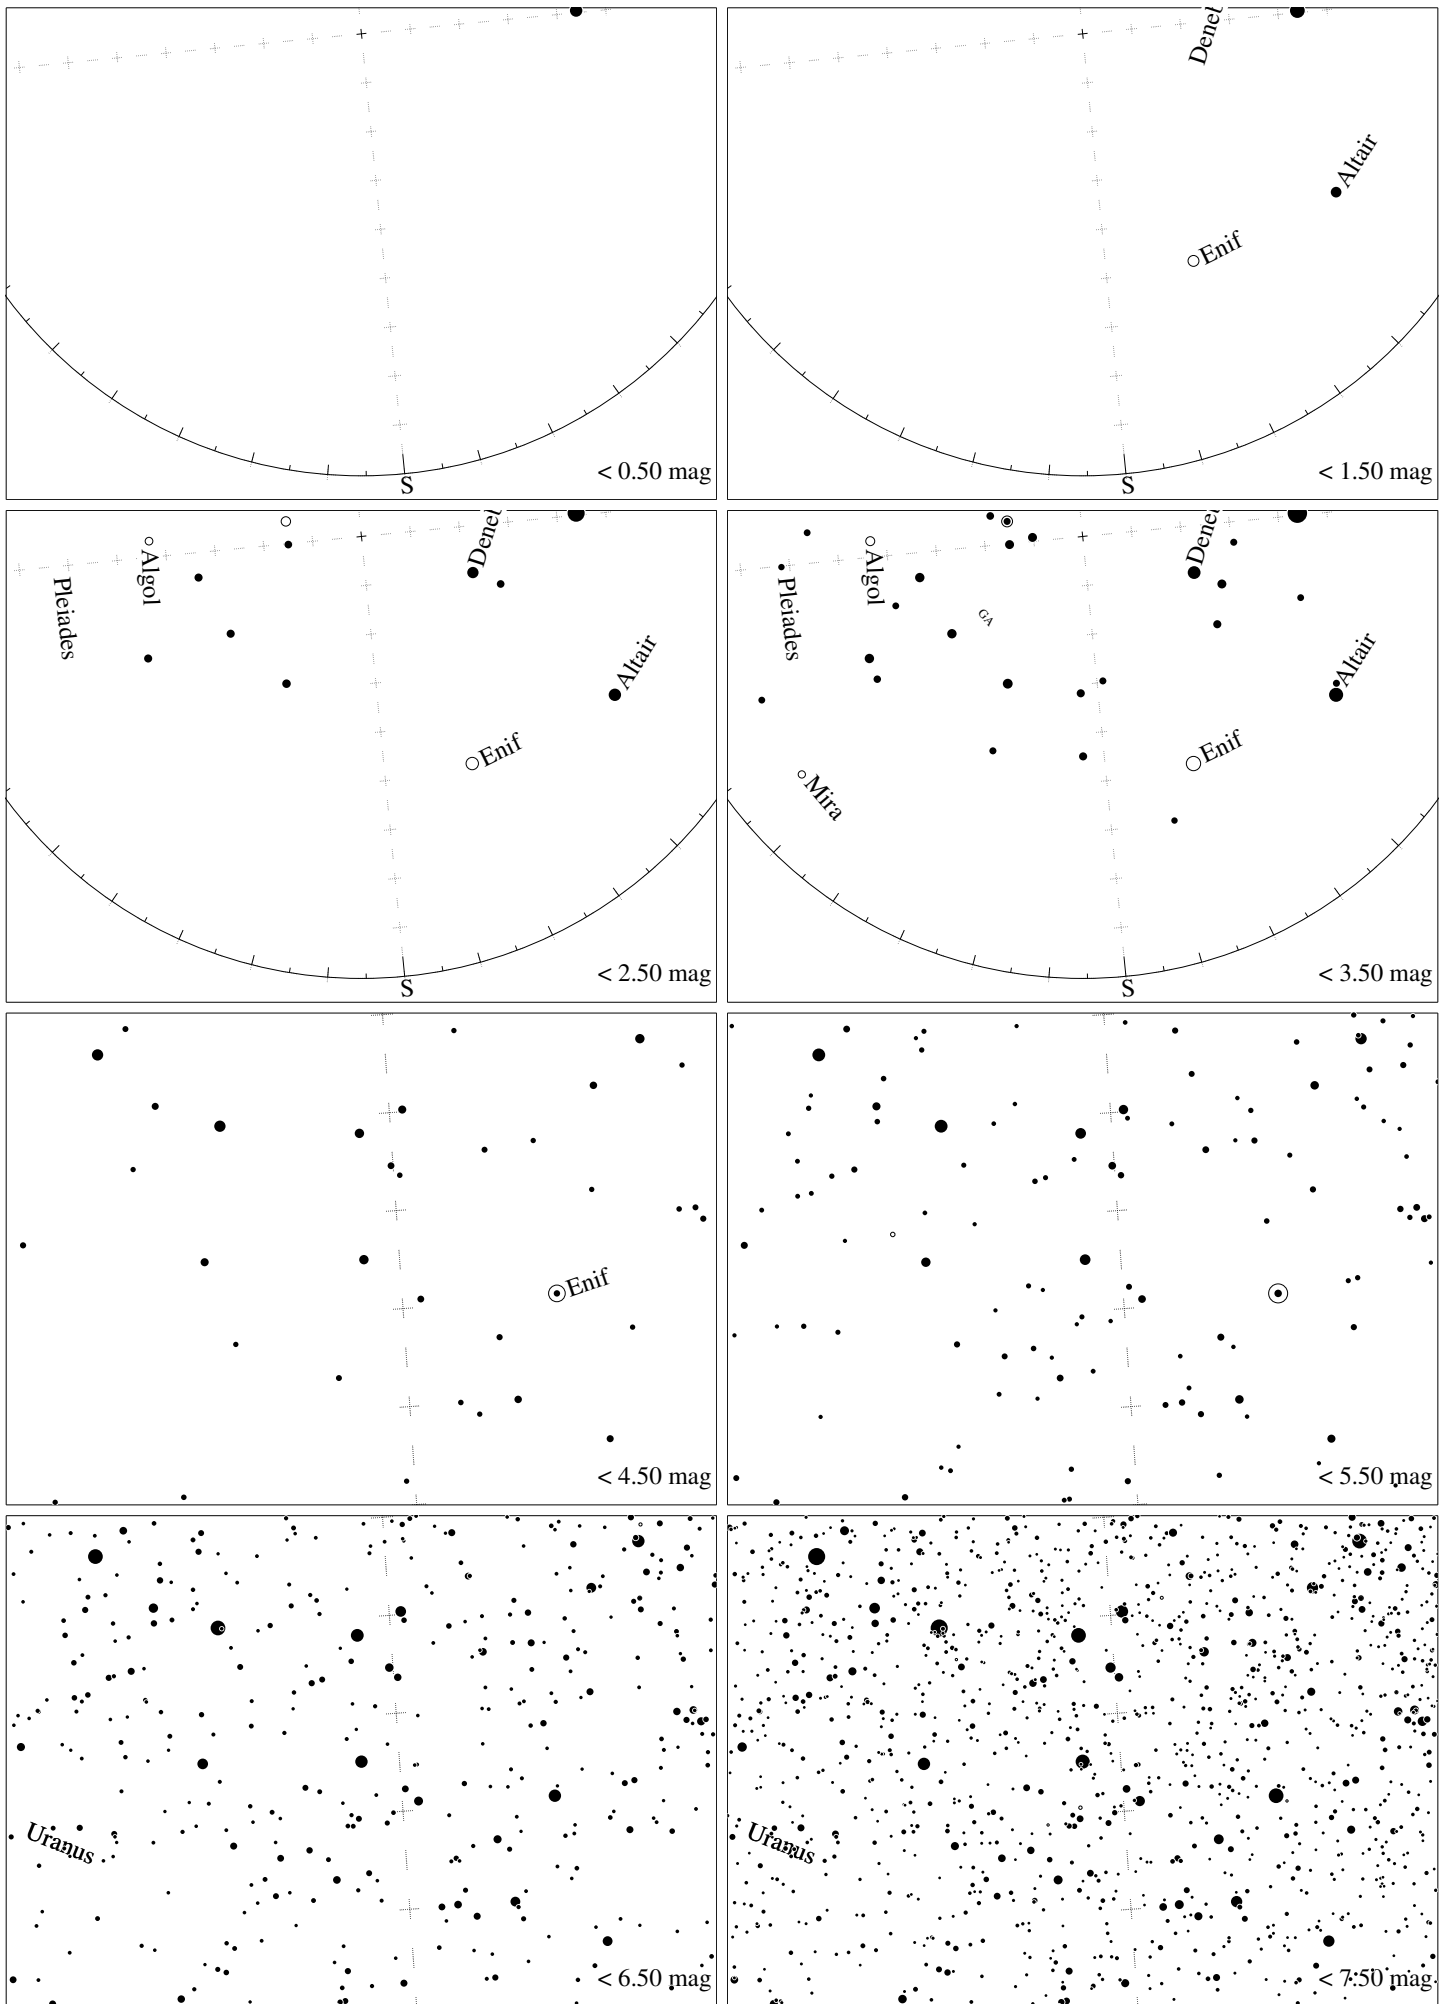 S
< 0.50 mag
Deneb
Altair
Enif
S
< 1.50 mag
Algol
Pleiades
Deneb
Altair
Enif
S
< 2.50 mag
Algol
Pleiades
GA
Deneb
Altair
Enif
Mira
S
< 3.50 mag
Enif
< 4.50 mag
< 5.50 mag
Uranus
< 6.50 mag
Uranus
< 7.50 mag